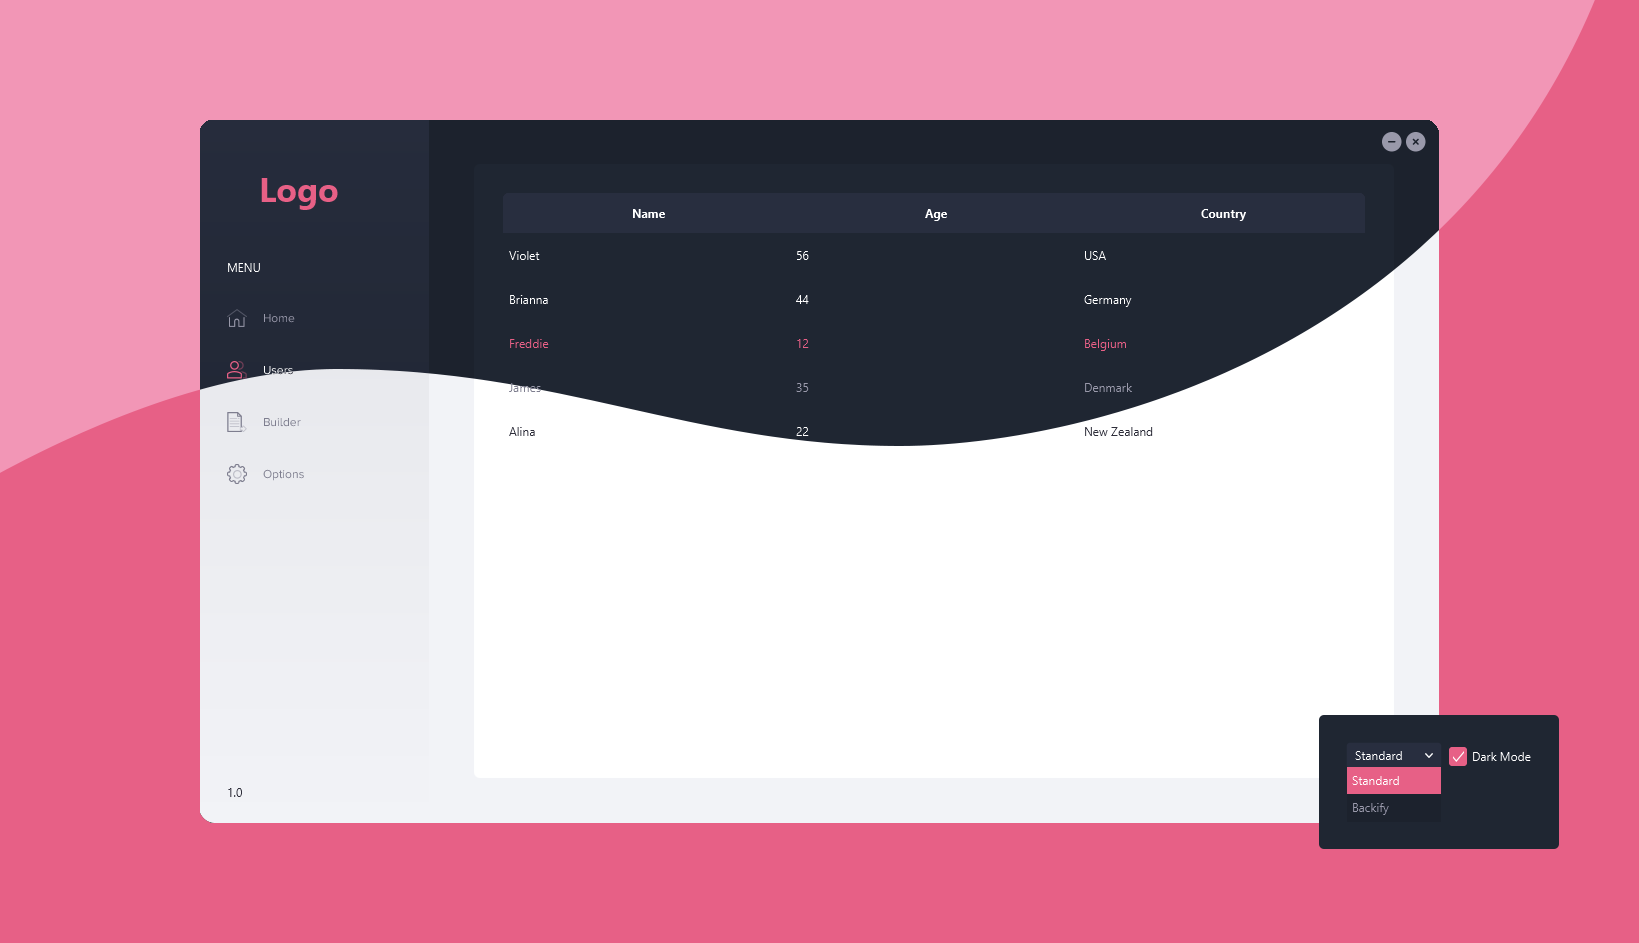 Logo
MENU
Home
Users
Builder
Options
1.0
Name Age Country
Violet 56 USA
Brianna 44 Germany
Freddie 12 Belgium
James 35 Denmark
Alina 22 New Zealand
Standard Dark Mode
Standard
Backify